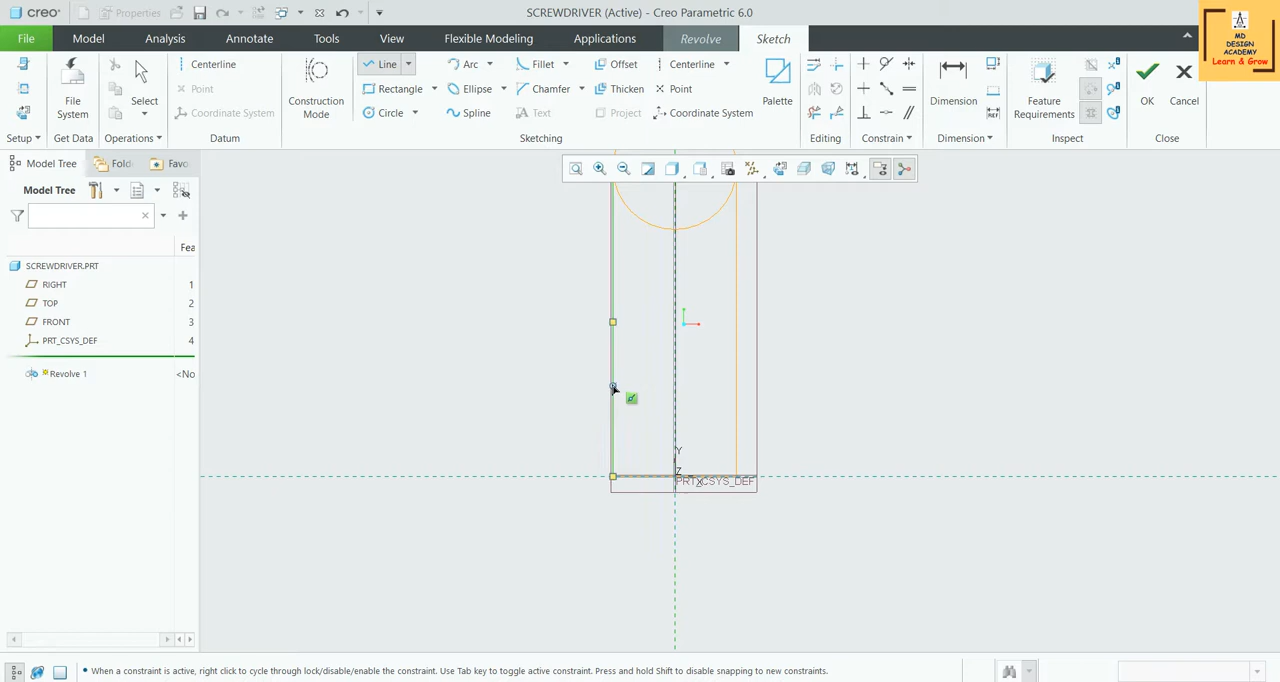 creo®
Properties
SCREWDRIVER (Active) - Creo Parametric 6.0
File
Model
Analysis
Annotate
Tools
View
Flexible Modeling
Applications
Revolve
Sketch
MD
DESIGN
ACADEMY
Learn & Grow
Centerline
Line
Arc
Fillet
Offset
Centerline
Point
Rectangle
Ellipse
Chamfer
Thicken
Point
File
System
Select
Coordinate System
Construction
Mode
Circle
Spline
Text
Project
Coordinate System
Palette
Dimension
Feature
Requirements
OK
Cancel
Setup
Get Data
Operations
Datum
Sketching
Editing
Constrain
Dimension
Inspect
Close
Model Tree
Fold
Favo
Model Tree
Fea
SCREWDRIVER.PRT
RIGHT
1
TOP
2
FRONT
3
PRT_CSYS_DEF
4
Revolve 1
<No
Y
Z
PRT_CSYS_DEF
X
When a constraint is active, right click to cycle through lock/disable/enable the constraint. Use Tab key to toggle active constraint. Press and hold Shift to disable snapping to new constraints.